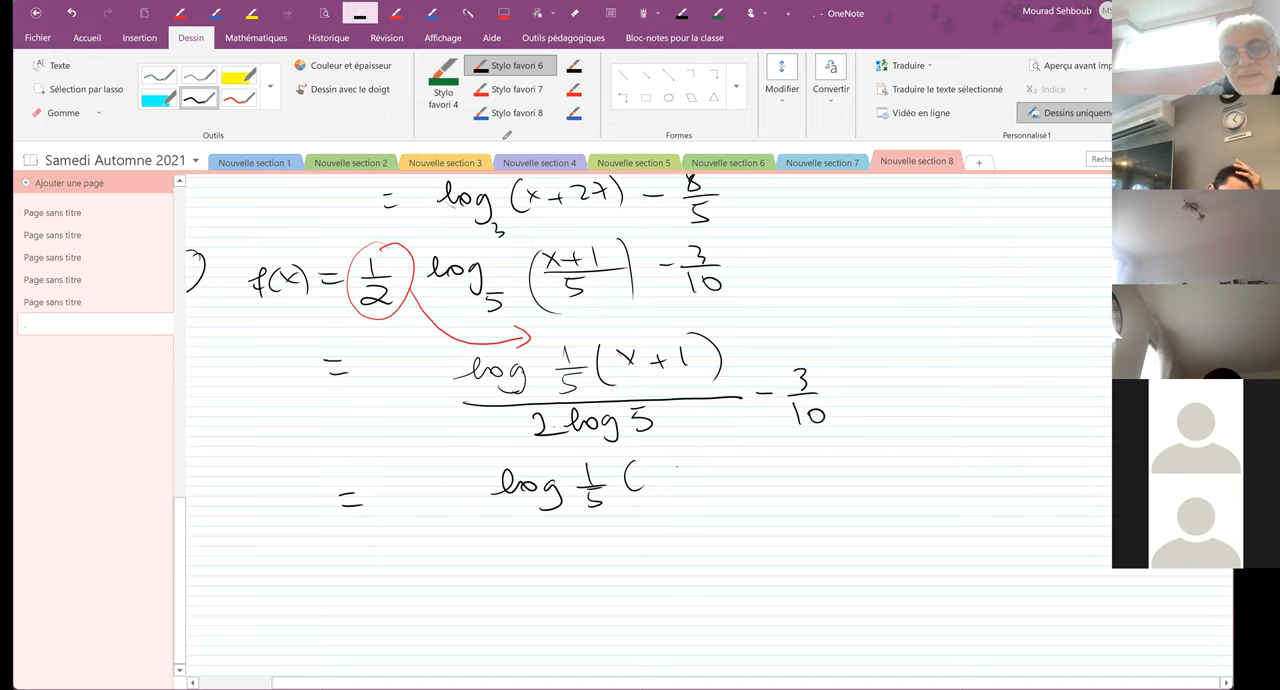 - OneNote
Mourad Sehboub MS
Fichier Accueil Insertion Dessin Mathématiques Historique Révision Affichage Aide Outils pédagogiques Bloc-notes pour la classe
Texte
Sélection par lasso
Gomme
Outils
Couleur et épaisseur
Dessin avec le doigt
Stylo favori 4
Stylo favori 6
Stylo favori 7
Stylo favori 8
Formes
Modifier
Convertir
Traduire
Traduire le texte sélectionné
Vidéo en ligne
Aperçu avant imp
Indice
Dessins uniqueme
Personnalisé1
Samedi Automne 2021 Nouvelle section 1 Nouvelle section 2 Nouvelle section 3 Nouvelle section 4 Nouvelle section 5 Nouvelle section 6 Nouvelle section 7 Nouvelle section 8 + Reche
Ajouter une page
Page sans titre
Page sans titre
Page sans titre
Page sans titre
Page sans titre
= log₃ (x+27) - 8/5
) f(x) = 1/2 log₅ (x+1/5) - 3/10
= log 1/5 (x+1) / 2 log 5 - 3/10
= log 1/5 (